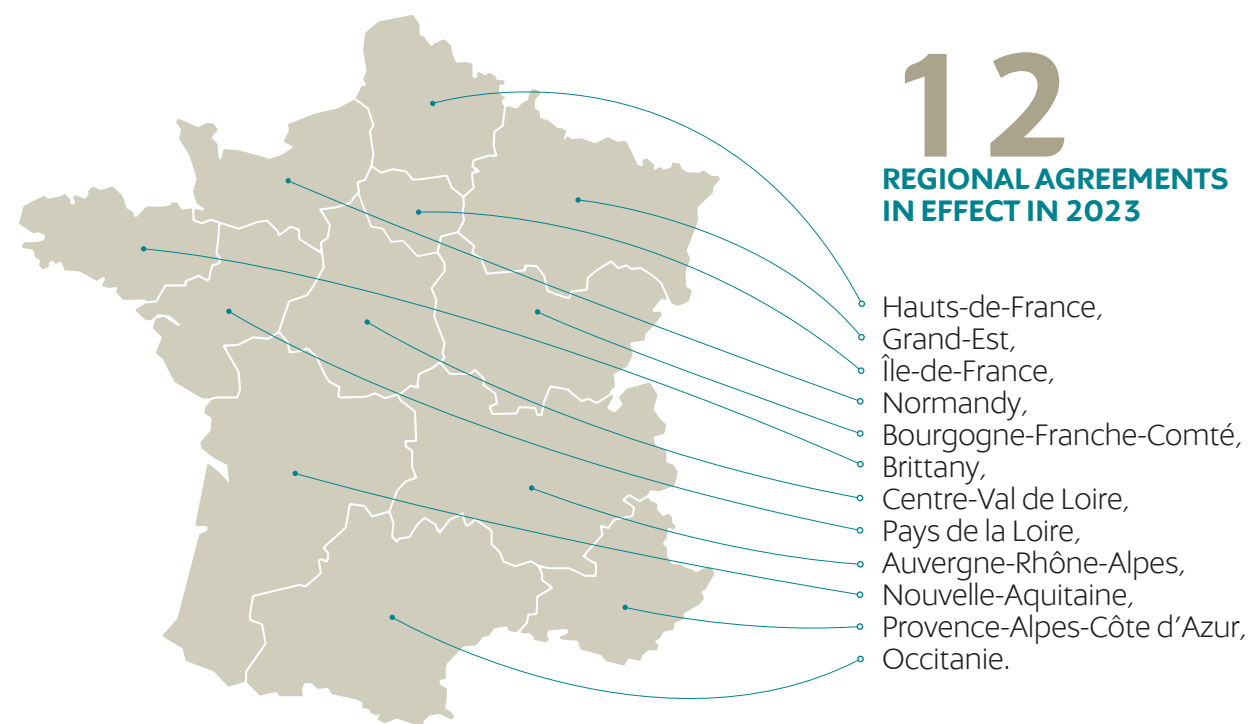 12
REGIONAL AGREEMENTS
IN EFFECT IN 2023
Hauts-de-France,
Grand-Est,
Île-de-France,
Normandy,
Bourgogne-Franche-Comté,
Brittany,
Centre-Val de Loire,
Pays de la Loire,
Auvergne-Rhône-Alpes,
Nouvelle-Aquitaine,
Provence-Alpes-Côte d’Azur,
Occitanie.